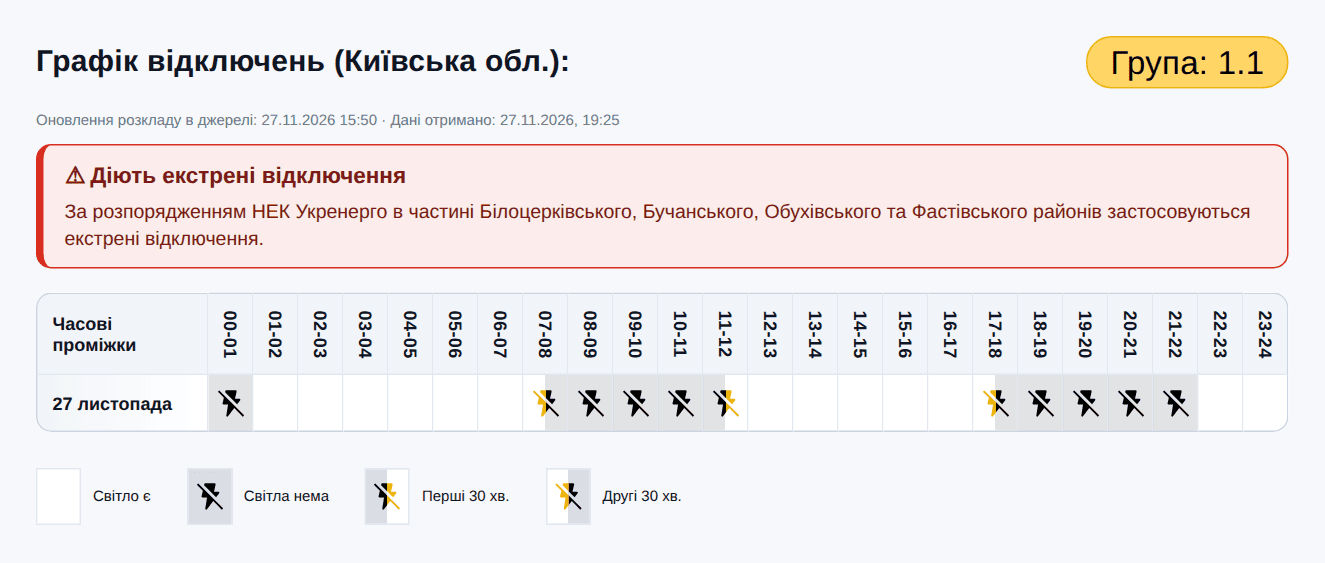 Графік відключень (Київська обл.):
Група: 1.1
Оновлення розкладу в джерелі: 27.11.2026 15:50 · Дані отримано: 27.11.2026, 19:25
⚠ Діють екстрені відключення
За розпорядженням НЕК Укренерго в частині Білоцерківського, Бучанського, Обухівського та Фастівського районів застосовуються
екстрені відключення.
Часові
проміжки
00-01 01-02 02-03 03-04 04-05 05-06 06-07 07-08 08-09 09-10 10-11 11-12 12-13 13-14 14-15 15-16 16-17 17-18 18-19 19-20 20-21 21-22 22-23 23-24
27 листопада
Світло є Світла нема Перші 30 хв. Другі 30 хв.